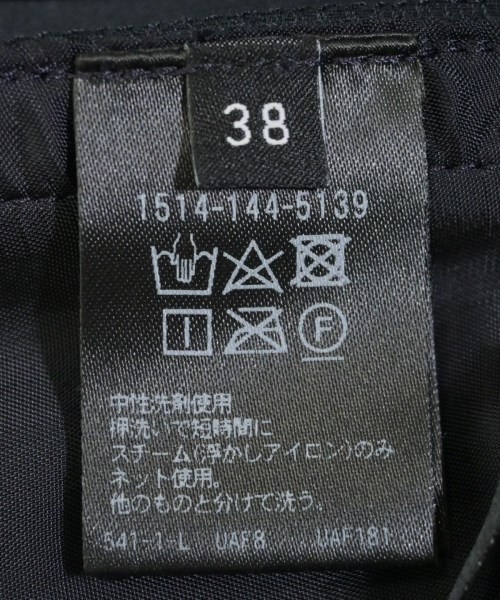 38
1514-144-5139
F
中性洗剤使用
押洗いで短時間に
スチーム(浮かしアイロン)のみ
ネット使用。
他のものと分けて洗う。
541-1-L UAF8 UAF181